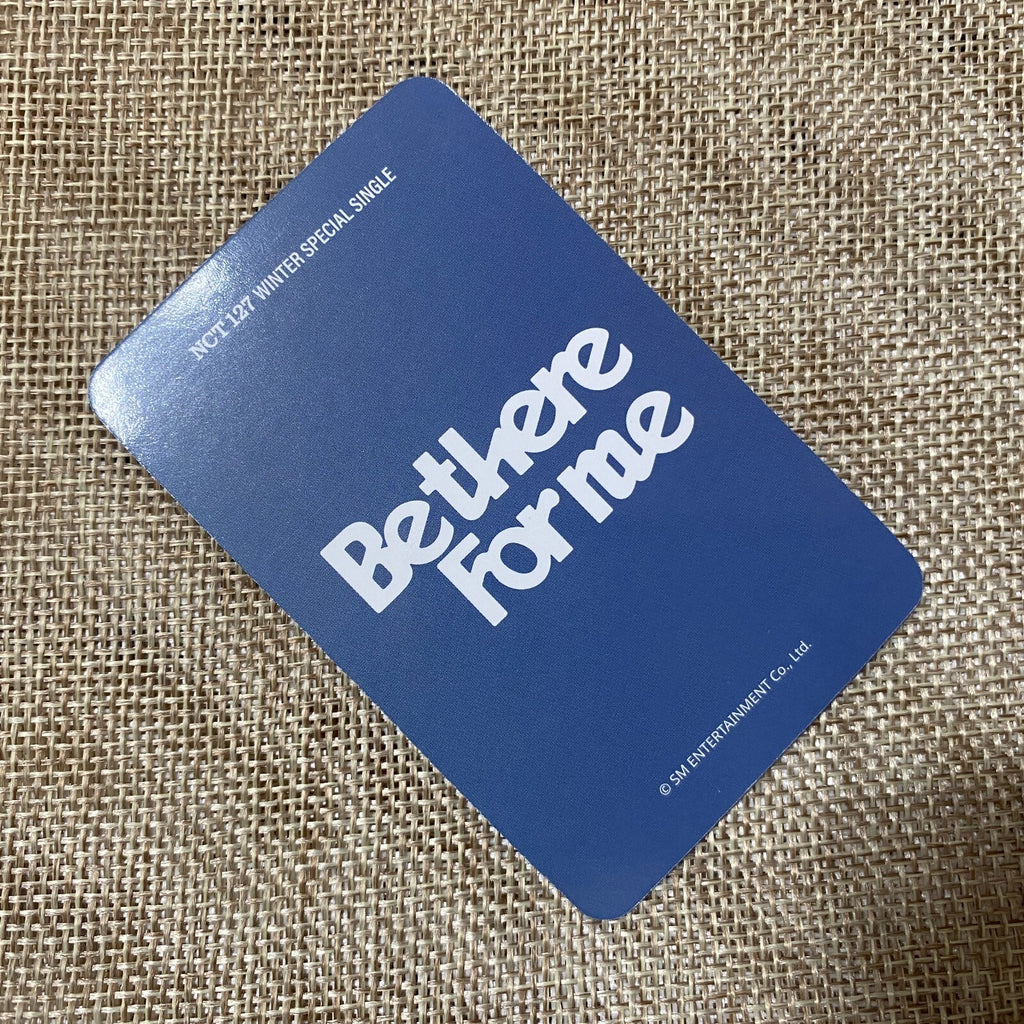 NCT 127 WINTER SPECIAL SINGLE
Be there
For me
© SM ENTERTAINMENT Co., Ltd.